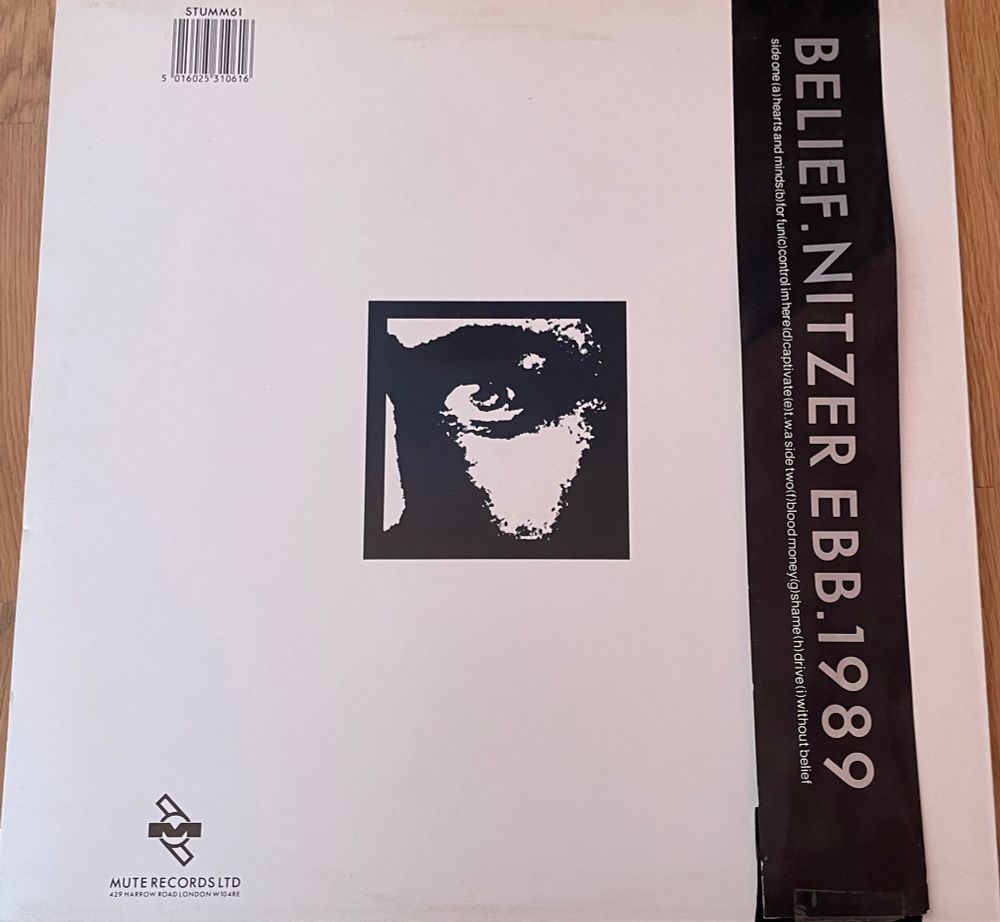 STUMM61
5 016025 310616
BELIEF. NITZER EBB. 1989
side one(a)hearts and minds(b)for fun(c)control im here(d)captivate(e)t.w.a side two(f)blood money(g)shame(h)drive(i)without belief
M
MUTE RECORDS LTD
429 HARROW ROAD LONDON W10 4RE